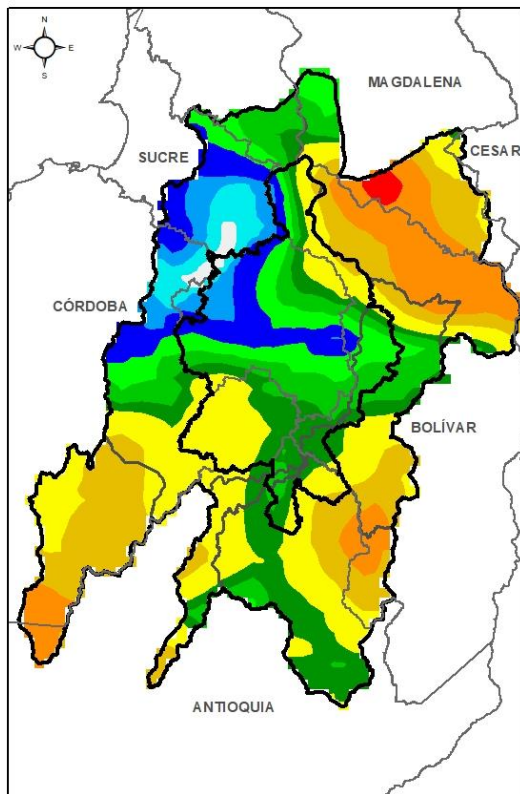 N
W E
S
MAGDALENA
CESAR
SUCRE
CÓRDOBA
BOLÍVAR
ANTIOQUIA